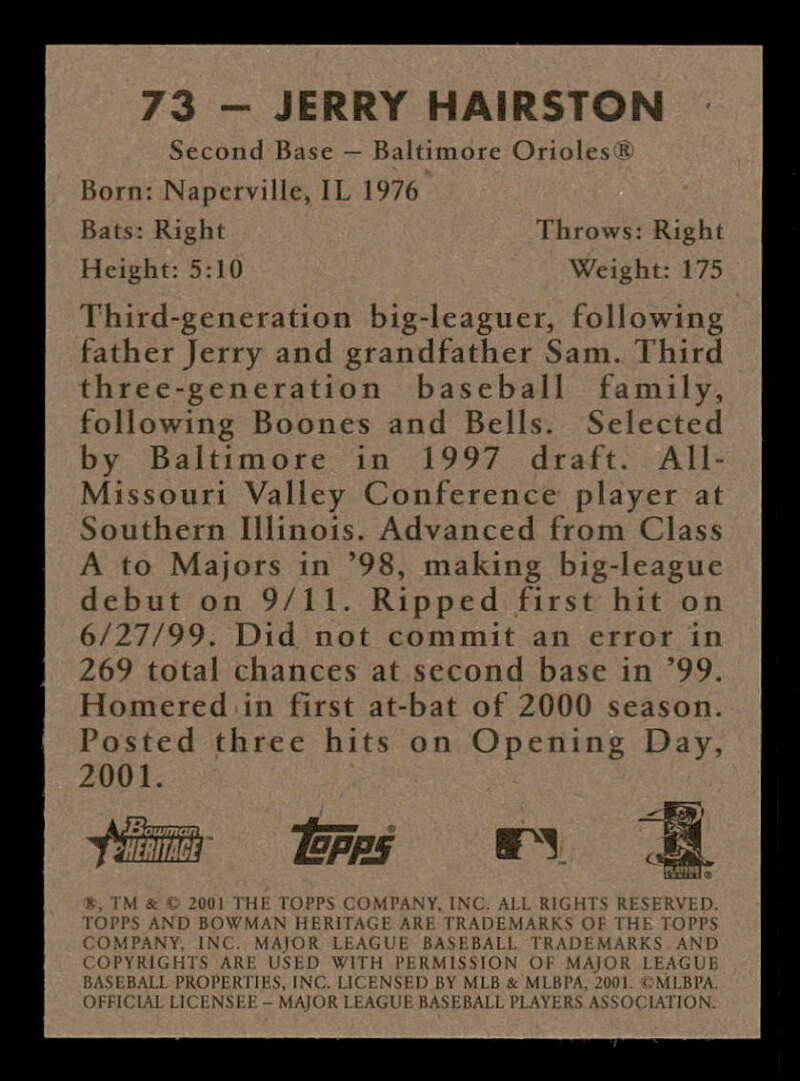 73 – JERRY HAIRSTON
Second Base – Baltimore Orioles®
Born: Naperville, IL 1976
Bats: Right Throws: Right
Height: 5:10 Weight: 175
Third-generation big-leaguer, following
father Jerry and grandfather Sam. Third
three-generation baseball family,
following Boones and Bells. Selected
by Baltimore in 1997 draft. All-
Missouri Valley Conference player at
Southern Illinois. Advanced from Class
A to Majors in ’98, making big-league
debut on 9/11. Ripped first hit on
6/27/99. Did not commit an error in
269 total chances at second base in ’99.
Homered in first at-bat of 2000 season.
Posted three hits on Opening Day,
2001.
Bowman HERITAGE™ Topps
®, TM & © 2001 THE TOPPS COMPANY, INC. ALL RIGHTS RESERVED.
TOPPS AND BOWMAN HERITAGE ARE TRADEMARKS OF THE TOPPS
COMPANY, INC. MAJOR LEAGUE BASEBALL TRADEMARKS AND
COPYRIGHTS ARE USED WITH PERMISSION OF MAJOR LEAGUE
BASEBALL PROPERTIES, INC. LICENSED BY MLB & MLBPA, 2001. ©MLBPA.
OFFICIAL LICENSEE – MAJOR LEAGUE BASEBALL PLAYERS ASSOCIATION.